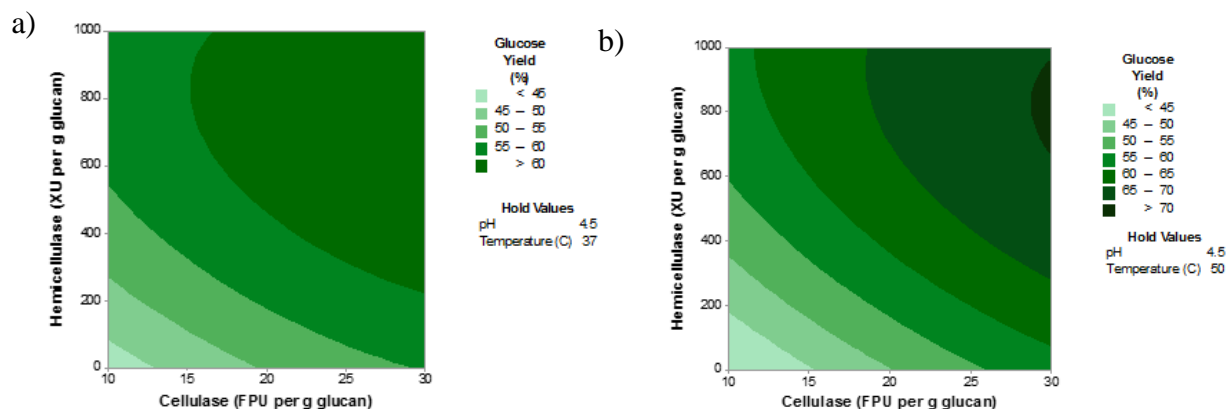 a)
1000
800
600
400
200
0
Hemicellulase (XU per g glucan)
10 15 20 25 30
Cellulase (FPU per g glucan)
Glucose
Yield
(%)
< 45
45 – 50
50 – 55
55 – 60
> 60
Hold Values
pH 4.5
Temperature (C) 37
b)
1000
800
600
400
200
0
Hemicellulase (XU per g glucan)
10 15 20 25 30
Cellulase (FPU per g glucan)
Glucose
Yield
(%)
< 45
45 – 50
50 – 55
55 – 60
60 – 65
65 – 70
> 70
Hold Values
pH 4.5
Temperature (C) 50